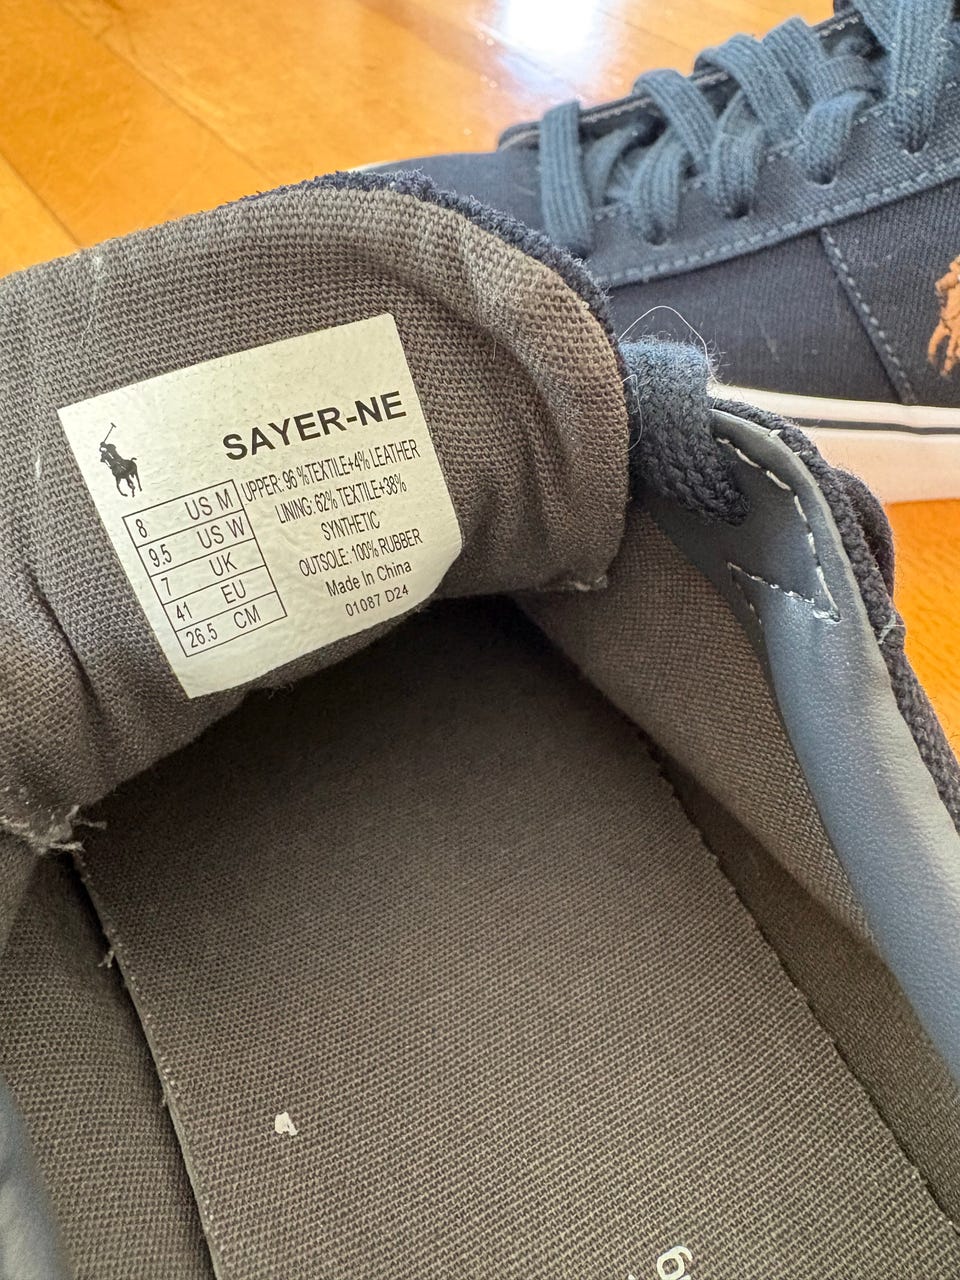 SAYER-NE
8 US M
9.5 US W
7 UK
41 EU
26.5 CM
UPPER: 96 %TEXTILE+4% LEATHER
LINING: 62% TEXTILE+38%
SYNTHETIC
OUTSOLE: 100% RUBBER
Made In China
01087 D24